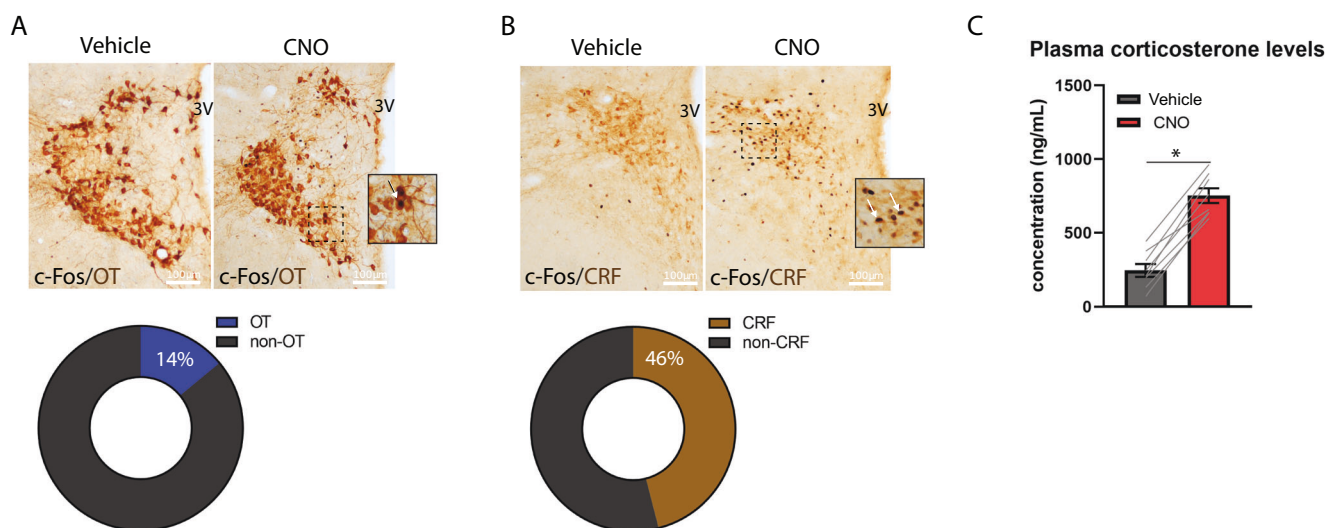 A
Vehicle
CNO
3V
3V
c-Fos/OT
100µm
c-Fos/OT
100µm
OT
non-OT
14%
B
Vehicle
CNO
3V
3V
c-Fos/CRF
100µm
c-Fos/CRF
100µm
CRF
non-CRF
46%
C
Plasma corticosterone levels
concentration (ng/mL)
1500
1000
500
0
Vehicle
CNO
*